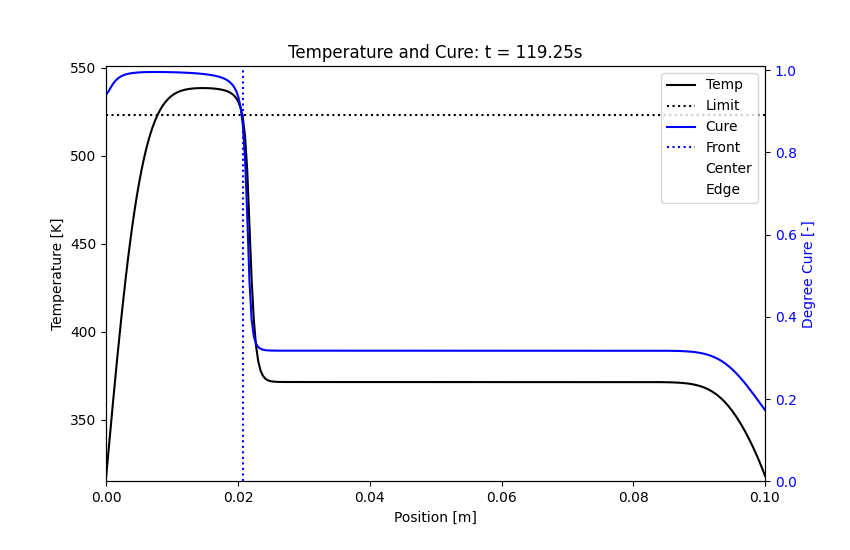 Temperature and Cure: t = 119.25s
550
500
450
400
350
Temperature [K]
1.0
0.8
0.6
0.4
0.2
0.0
Degree Cure [-]
Temp
Limit
Cure
Front
Center
Edge
0.00 0.02 0.04 0.06 0.08 0.10
Position [m]